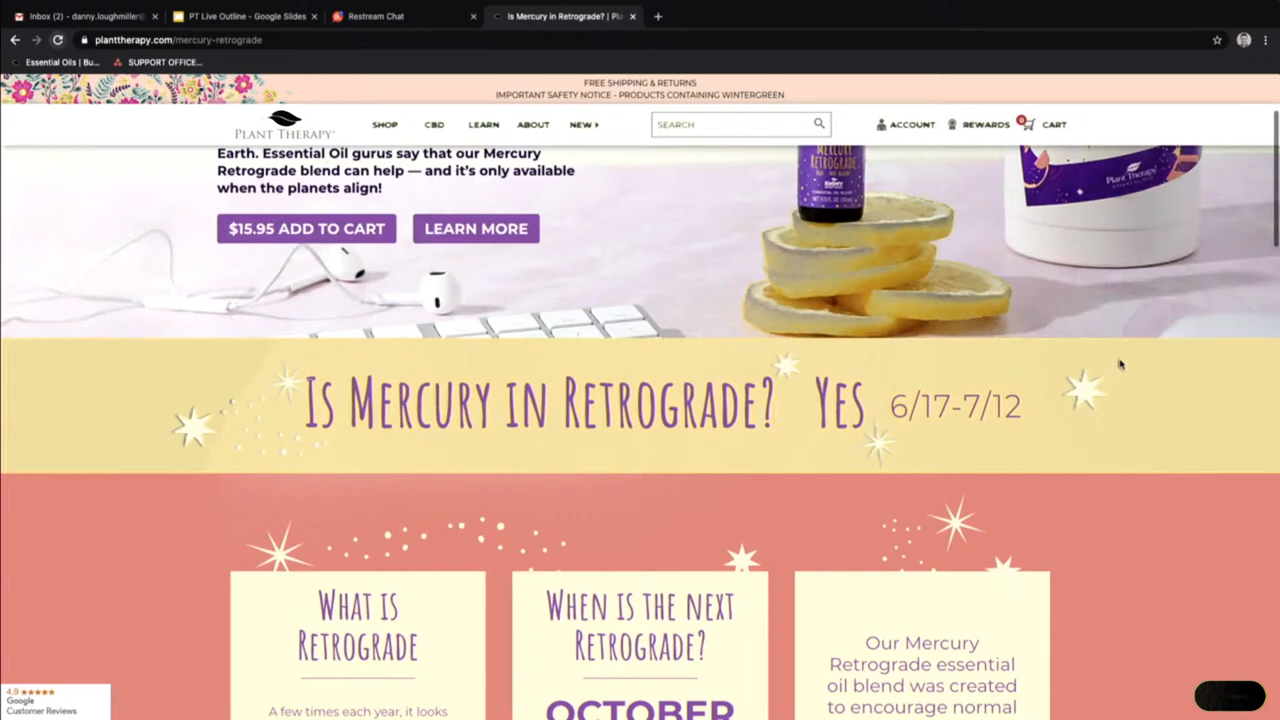 Inbox (2) - danny.loughmiller@
PT Live Outline - Google Slides
Restream Chat
Is Mercury in Retrograde? | Pla
planttherapy.com/mercury-retrograde
Essential Oils | Bu...
SUPPORT OFFICE...
FREE SHIPPING & RETURNS
IMPORTANT SAFETY NOTICE - PRODUCTS CONTAINING WINTERGREEN
PLANT THERAPY
SHOP
CBD
LEARN
ABOUT
NEW
SEARCH
ACCOUNT
REWARDS
0
CART
Earth. Essential Oil gurus say that our Mercury
Retrograde blend can help — and it's only available
when the planets align!
$15.95 ADD TO CART
LEARN MORE
MERCURY
RETROGRADE
Plant Therapy
Is Mercury in Retrograde? Yes 6/17-7/12
What is
Retrograde
A few times each year, it looks
When is the next
Retrograde?
OCTOBER
Our Mercury
Retrograde essential
oil blend was created
to encourage normal
4.9
Google
Customer Reviews